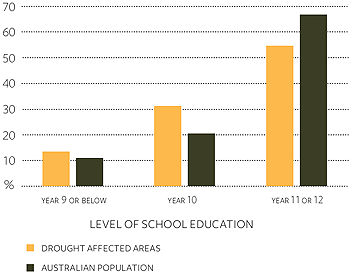 70
60
50
40
30
20
10
%
YEAR 9 OR BELOW YEAR 10 YEAR 11 OR 12
LEVEL OF SCHOOL EDUCATION
DROUGHT AFFECTED AREAS
AUSTRALIAN POPULATION